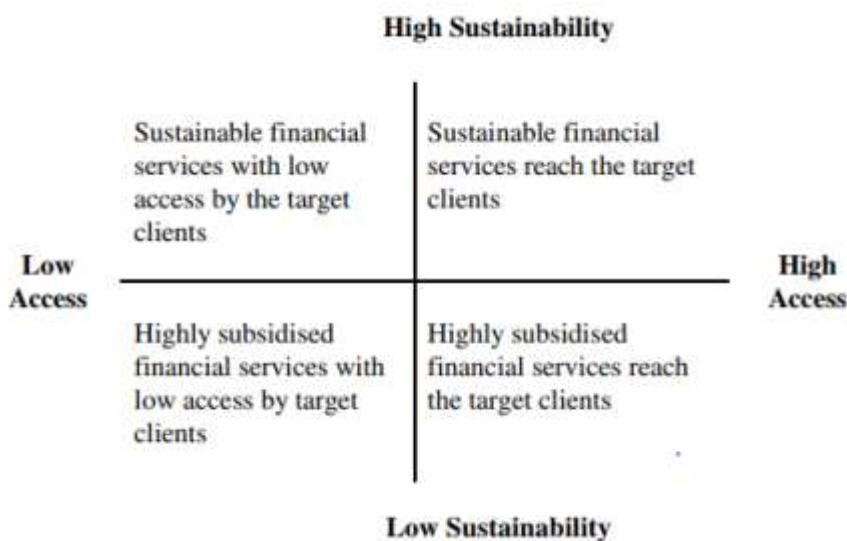 High Sustainability
Sustainable financial
services with low
access by the target
clients
Sustainable financial
services reach the target
clients
Low
Access
High
Access
Highly subsidised
financial services with
low access by target
clients
Highly subsidised
financial services reach
the target clients
Low Sustainability